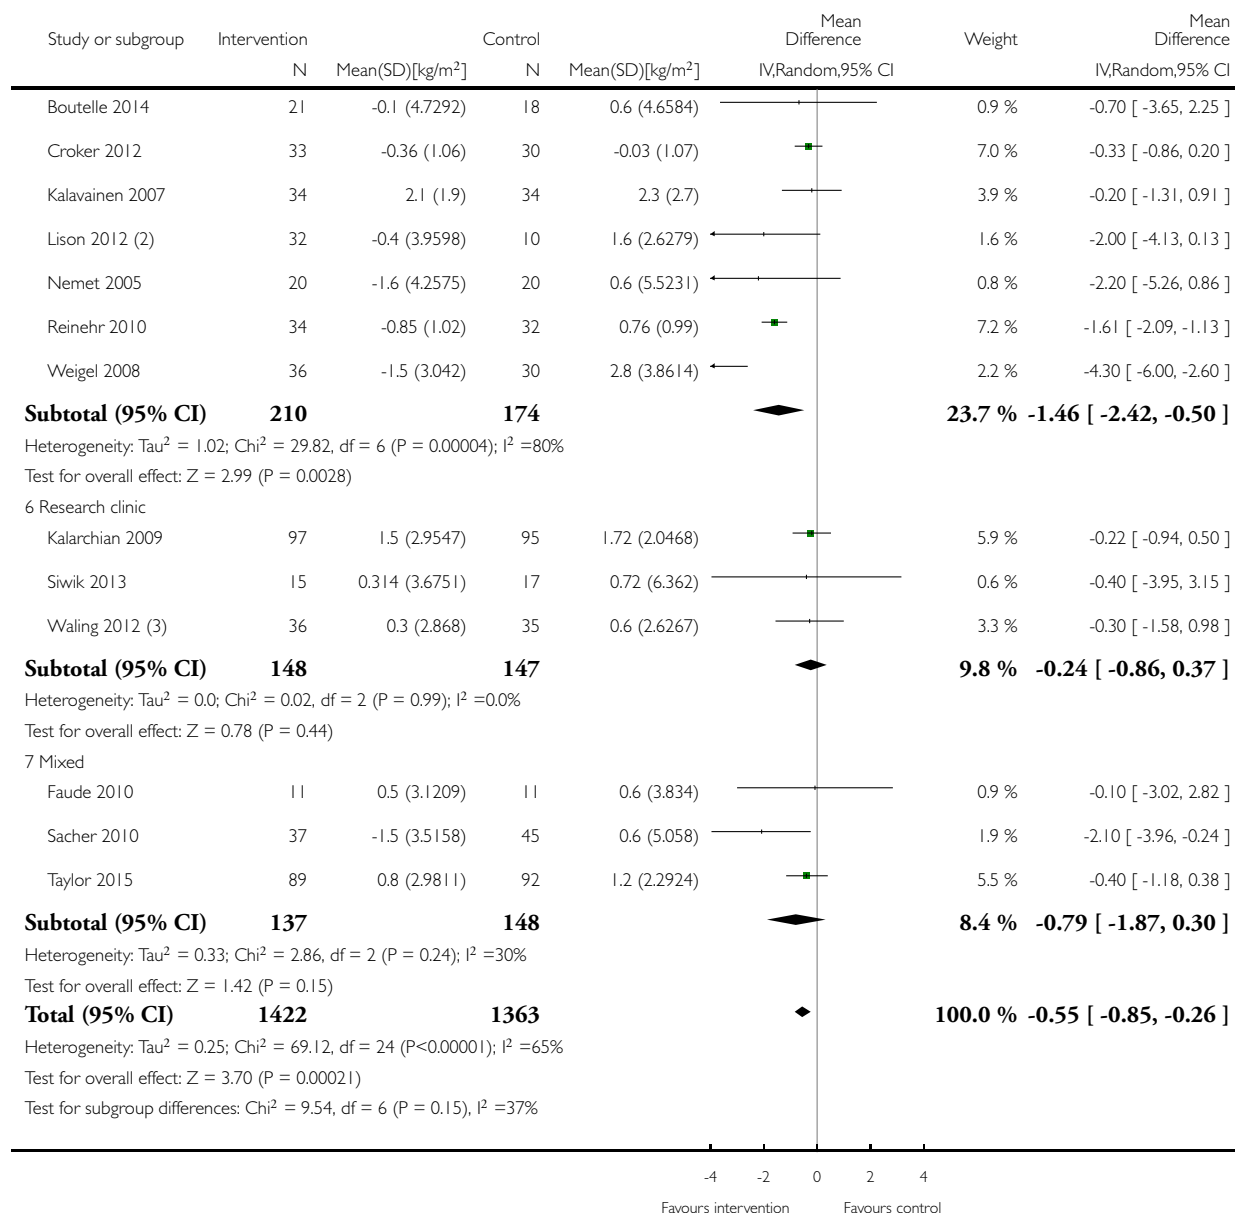 Mean Mean
Study or subgroup Intervention Control Difference Weight Difference
N Mean(SD)[kg/m²] N Mean(SD)[kg/m²] IV,Random,95% CI IV,Random,95% CI
Boutelle 2014 21 -0.1 (4.7292) 18 0.6 (4.6584) 0.9 % -0.70 [ -3.65, 2.25 ]
Croker 2012 33 -0.36 (1.06) 30 -0.03 (1.07) 7.0 % -0.33 [ -0.86, 0.20 ]
Kalavainen 2007 34 2.1 (1.9) 34 2.3 (2.7) 3.9 % -0.20 [ -1.31, 0.91 ]
Lison 2012 (2) 32 -0.4 (3.9598) 10 1.6 (2.6279) 1.6 % -2.00 [ -4.13, 0.13 ]
Nemet 2005 20 -1.6 (4.2575) 20 0.6 (5.5231) 0.8 % -2.20 [ -5.26, 0.86 ]
Reinehr 2010 34 -0.85 (1.02) 32 0.76 (0.99) 7.2 % -1.61 [ -2.09, -1.13 ]
Weigel 2008 36 -1.5 (3.042) 30 2.8 (3.8614) 2.2 % -4.30 [ -6.00, -2.60 ]
Subtotal (95% CI) 210 174 23.7 % -1.46 [ -2.42, -0.50 ]
Heterogeneity: Tau² = 1.02; Chi² = 29.82, df = 6 (P = 0.00004); I² =80%
Test for overall effect: Z = 2.99 (P = 0.0028)
6 Research clinic
Kalarchian 2009 97 1.5 (2.9547) 95 1.72 (2.0468) 5.9 % -0.22 [ -0.94, 0.50 ]
Siwik 2013 15 0.314 (3.6751) 17 0.72 (6.362) 0.6 % -0.40 [ -3.95, 3.15 ]
Waling 2012 (3) 36 0.3 (2.868) 35 0.6 (2.6267) 3.3 % -0.30 [ -1.58, 0.98 ]
Subtotal (95% CI) 148 147 9.8 % -0.24 [ -0.86, 0.37 ]
Heterogeneity: Tau² = 0.0; Chi² = 0.02, df = 2 (P = 0.99); I² =0.0%
Test for overall effect: Z = 0.78 (P = 0.44)
7 Mixed
Faude 2010 11 0.5 (3.1209) 11 0.6 (3.834) 0.9 % -0.10 [ -3.02, 2.82 ]
Sacher 2010 37 -1.5 (3.5158) 45 0.6 (5.058) 1.9 % -2.10 [ -3.96, -0.24 ]
Taylor 2015 89 0.8 (2.9811) 92 1.2 (2.2924) 5.5 % -0.40 [ -1.18, 0.38 ]
Subtotal (95% CI) 137 148 8.4 % -0.79 [ -1.87, 0.30 ]
Heterogeneity: Tau² = 0.33; Chi² = 2.86, df = 2 (P = 0.24); I² =30%
Test for overall effect: Z = 1.42 (P = 0.15)
Total (95% CI) 1422 1363 100.0 % -0.55 [ -0.85, -0.26 ]
Heterogeneity: Tau² = 0.25; Chi² = 69.12, df = 24 (P<0.00001); I² =65%
Test for overall effect: Z = 3.70 (P = 0.00021)
Test for subgroup differences: Chi² = 9.54, df = 6 (P = 0.15), I² =37%
-4 -2 0 2 4
Favours intervention Favours control